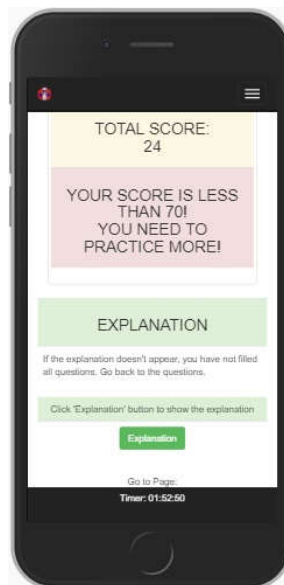 TOTAL SCORE:
24
YOUR SCORE IS LESS
THAN 70!
YOU NEED TO
PRACTICE MORE!
EXPLANATION
If the explanation doesn't appear, you have not filled
all questions. Go back to the questions.
Click 'Explanation' button to show the explanation
Explanation
Go to Page:
Timer: 01:52:50